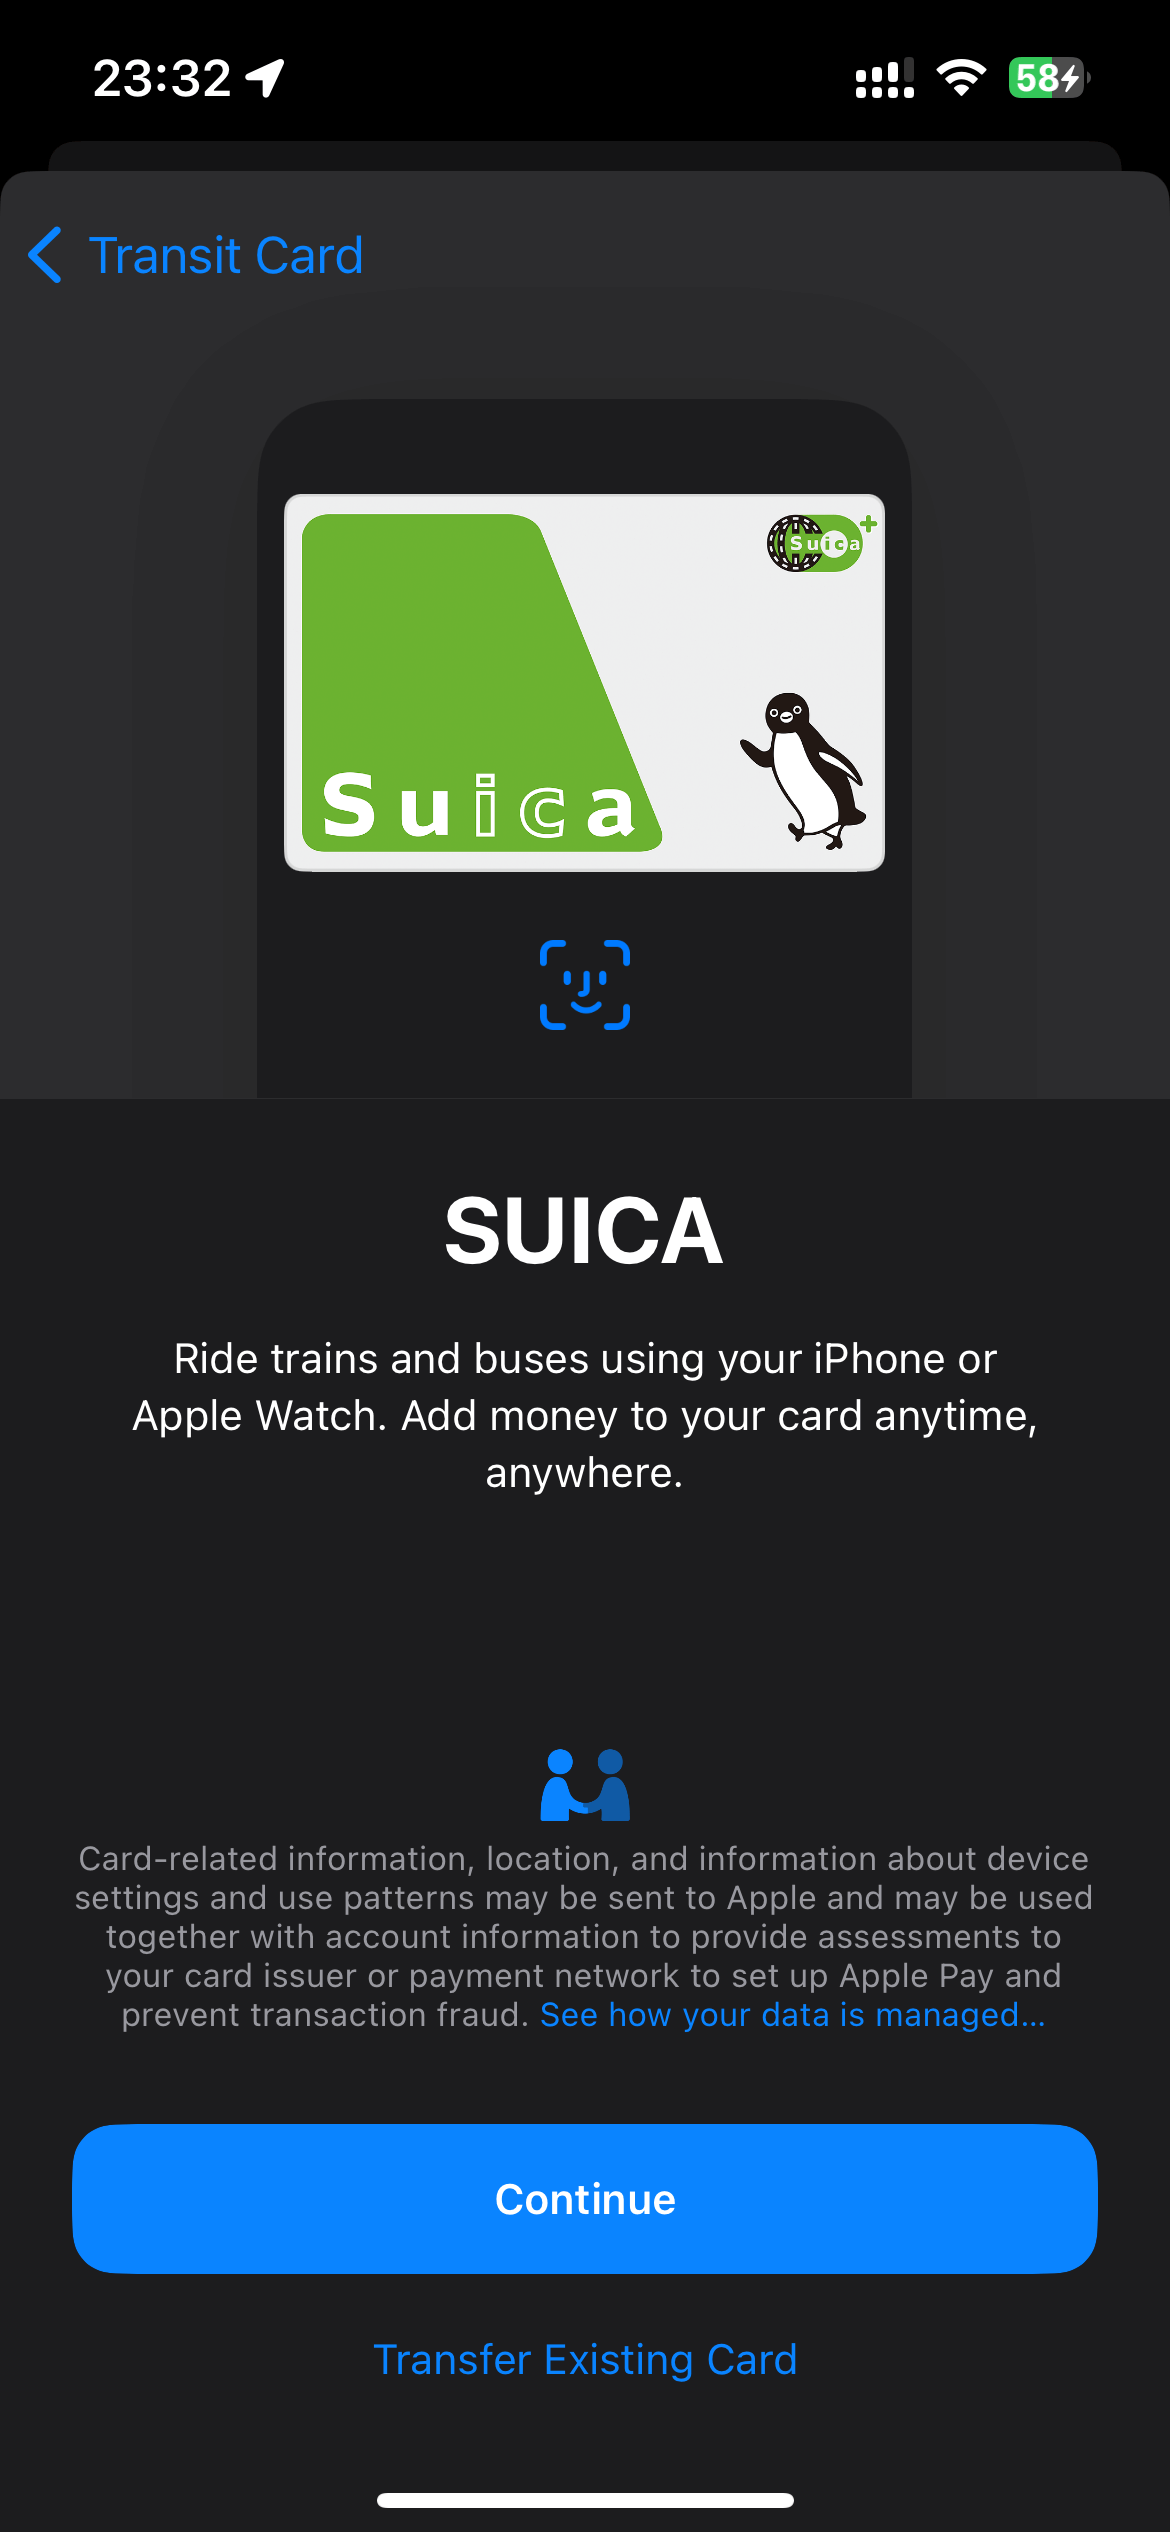 23:32
58
Transit Card
Suica
Suica
SUICA
Ride trains and buses using your iPhone or
Apple Watch. Add money to your card anytime,
anywhere.
Card-related information, location, and information about device
settings and use patterns may be sent to Apple and may be used
together with account information to provide assessments to
your card issuer or payment network to set up Apple Pay and
prevent transaction fraud. See how your data is managed...
Continue
Transfer Existing Card